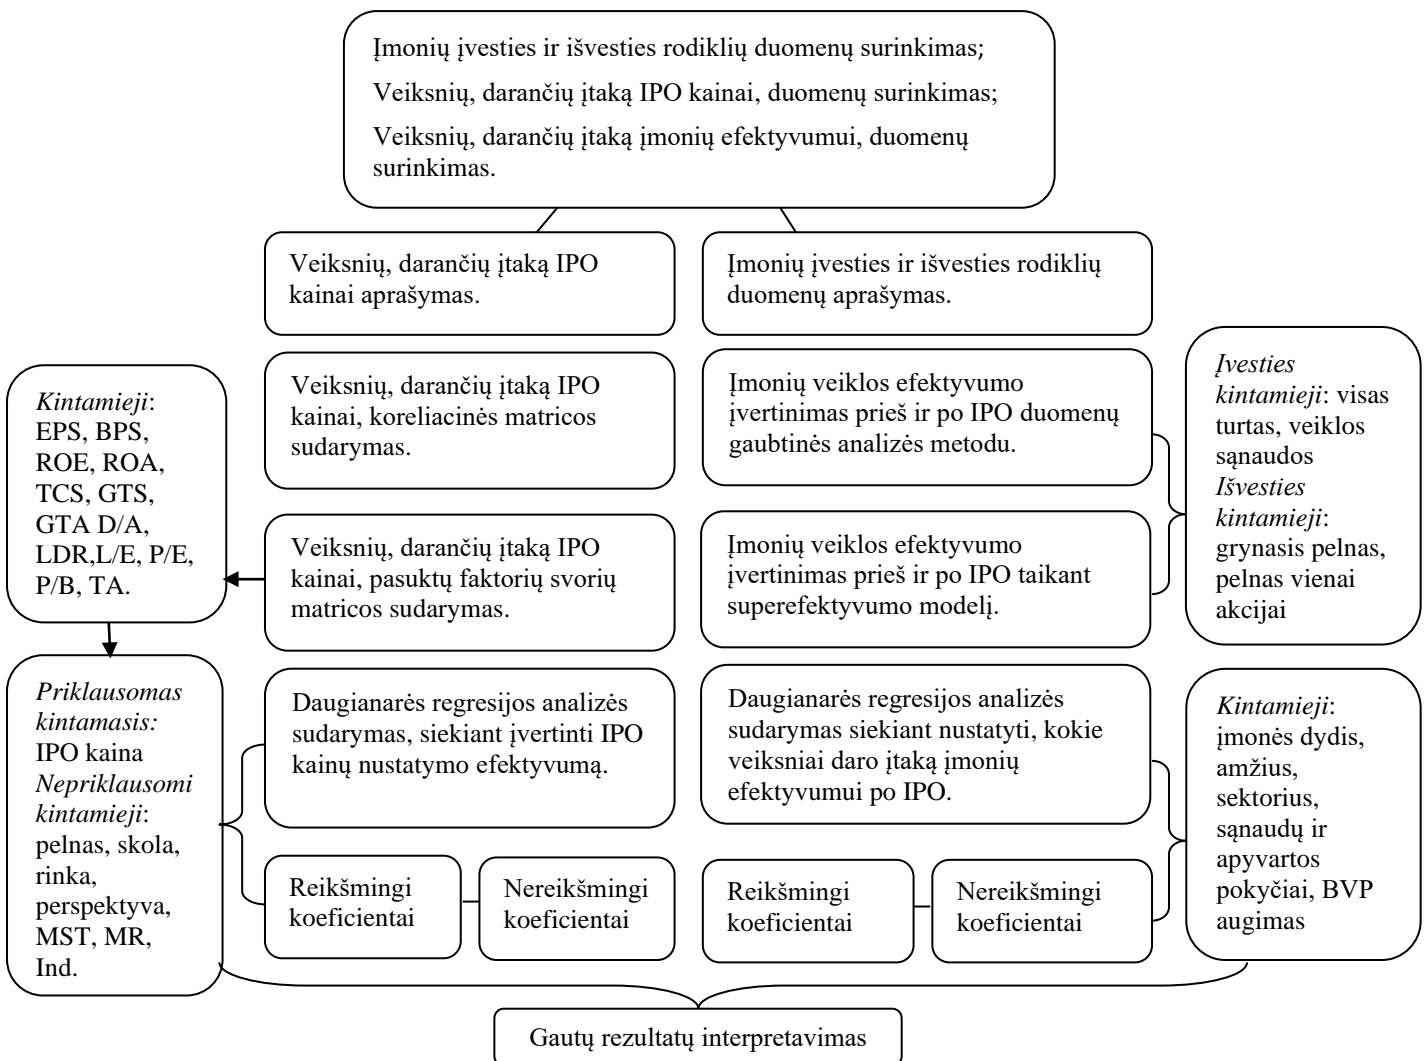 Įmonių įvesties ir išvesties rodiklių duomenų surinkimas;
Veiksnių, darančių įtaką IPO kainai, duomenų surinkimas;
Veiksnių, darančių įtaką įmonių efektyvumui, duomenų
surinkimas.
Veiksnių, darančių įtaką IPO
kainai aprašymas.
Įmonių įvesties ir išvesties rodiklių
duomenų aprašymas.
Kintamieji:
EPS, BPS,
ROE, ROA,
TCS, GTS,
GTA D/A,
LDR,L/E, P/E,
P/B, TA.
Veiksnių, darančių įtaką IPO
kainai, koreliacinės matricos
sudarymas.
Įmonių veiklos efektyvumo
įvertinimas prieš ir po IPO duomenų
gaubtinės analizės metodu.
Įvesties
kintamieji: visas
turtas, veiklos
sąnaudos
Išvesties
kintamieji:
grynasis pelnas,
pelnas vienai
akcijai
Veiksnių, darančių įtaką IPO
kainai, pasuktų faktorių svorių
matricos sudarymas.
Įmonių veiklos efektyvumo
įvertinimas prieš ir po IPO taikant
superefektyvumo modelį.
Priklausomas
kintamasis:
IPO kaina
Nepriklausomi
kintamieji:
pelnas, skola,
rinka,
perspektyva,
MST, MR,
Ind.
Daugianarės regresijos analizės
sudarymas, siekiant įvertinti IPO
kainų nustatymo efektyvumą.
Daugianarės regresijos analizės
sudarymas siekiant nustatyti, kokie
veiksniai daro įtaką įmonių
efektyvumui po IPO.
Kintamieji:
įmonės dydis,
amžius,
sektorius,
sąnaudų ir
apyvartos
pokyčiai, BVP
augimas
Reikšmingi
koeficientai
Nereikšmingi
koeficientai
Reikšmingi
koeficientai
Nereikšmingi
koeficientai
Gautų rezultatų interpretavimas